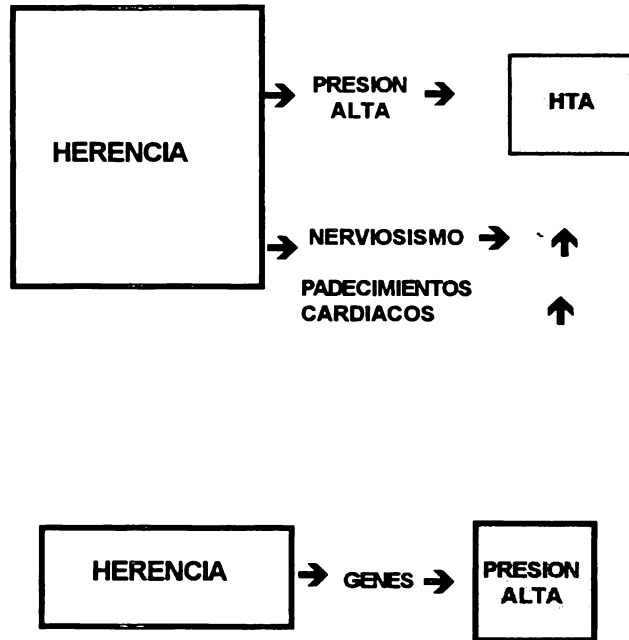 HERENCIA
PRESION
ALTA
HTA
NERVIOSISMO
PADECIMIENTOS
CARDIACOS
HERENCIA
GENES
PRESION
ALTA